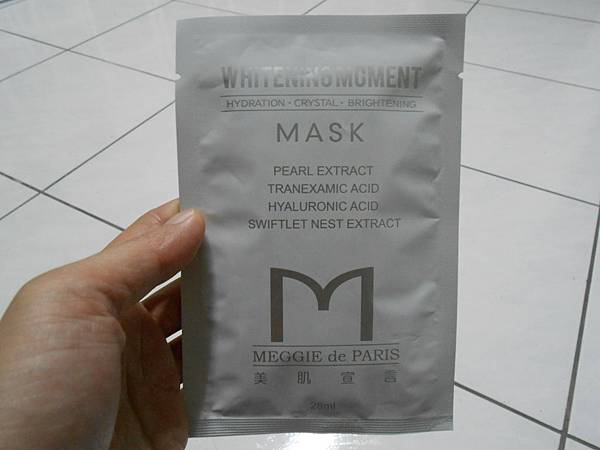 WHITENING MOMENT
HYDRATION · CRYSTAL · BRIGHTENING
MASK
PEARL EXTRACT
TRANEXAMIC ACID
HYALURONIC ACID
SWIFTLET NEST EXTRACT
M
MEGGIE de PARIS
美肌宣言
28ml